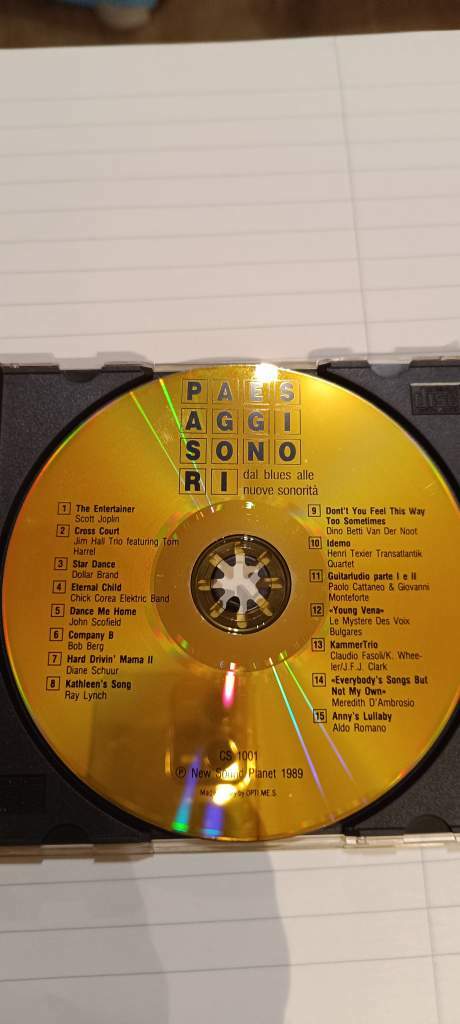 PAES
AGGI
SONO
RI dal blues alle
nuove sonorità
1 The Entertainer
Scott Joplin
2 Cross Court
Jim Hall Trio featuring Tom
Harrel
3 Star Dance
Dollar Brand
4 Eternal Child
Chick Corea Elektric Band
5 Dance Me Home
John Scofield
6 Company B
Bob Berg
7 Hard Drivin' Mama II
Diane Schuur
8 Kathleen's Song
Ray Lynch
9 Dont't You Feel This Way
Too Sometimes
Dino Betti Van Der Noot
10 Idemo
Henri Texier Transatlantik
Quartet
11 Guitarludio parte I e II
Paolo Cattaneo & Giovanni
Monteforte
12 «Young Vena»
Le Mystere Des Voix
Bulgares
13 KammerTrio
Claudio Fasoli/K. Whee-
ler/J.F.J. Clark
14 «Everybody's Songs But
Not My Own»
Meredith D'Ambrosio
15 Anny's Lullaby
Aldo Romano
CS 1001
℗ New Sound Planet 1989
Made by OPTI.ME.S.